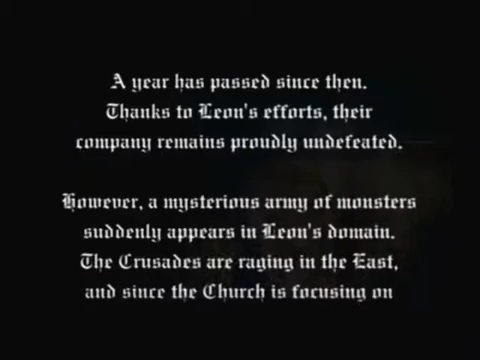 A year has passed since then.
Thanks to Leon's efforts, their
company remains proudly undefeated.
However, a mysterious army of monsters
suddenly appears in Leon's domain.
The Crusades are raging in the East,
and since the Church is focusing on